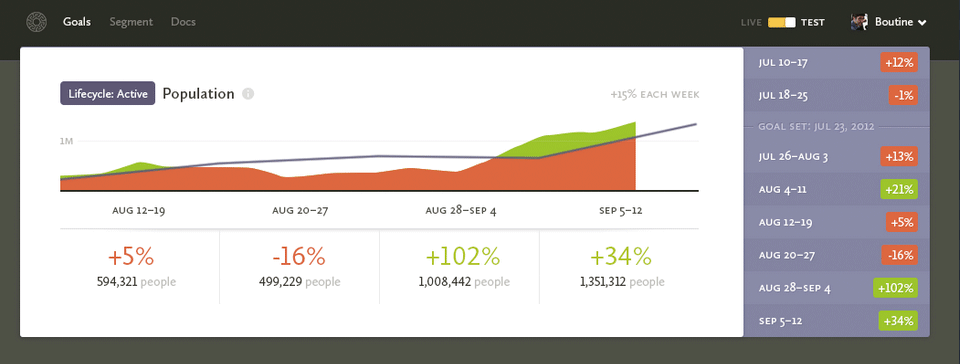 Goals Segment Docs LIVE TEST Boutine
Lifecycle: Active Population +15% EACH WEEK
1M
AUG 12–19 AUG 20–27 AUG 28–SEP 4 SEP 5–12
+5% -16% +102% +34%
594,321 people 499,229 people 1,008,442 people 1,351,312 people
JUL 10–17 +12%
JUL 18–25 -1%
GOAL SET: JUL 23, 2012
JUL 26–AUG 3 +13%
AUG 4–11 +21%
AUG 12–19 +5%
AUG 20–27 -16%
AUG 28–SEP 4 +102%
SEP 5–12 +34%